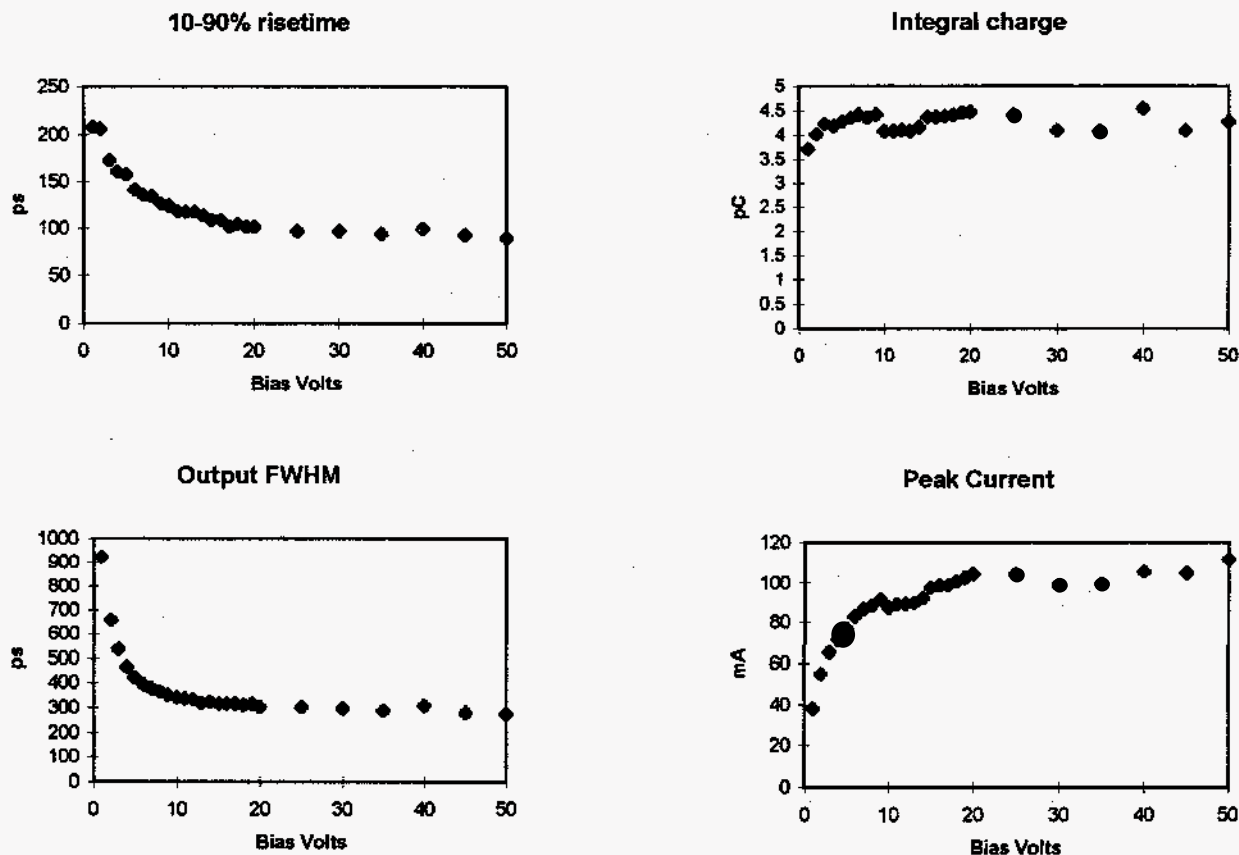 10-90% risetime
250
200
150
100
50
0
ps
0 10 20 30 40 50
Bias Volts
Integral charge
5
4.5
4
3.5
3
2.5
2
1.5
1
0.5
0
pC
0 10 20 30 40 50
Bias Volts
Output FWHM
1000
900
800
700
600
500
400
300
200
100
0
ps
0 10 20 30 40 50
Bias Volts
Peak Current
120
100
80
60
40
20
0
mA
0 10 20 30 40 50
Bias Volts